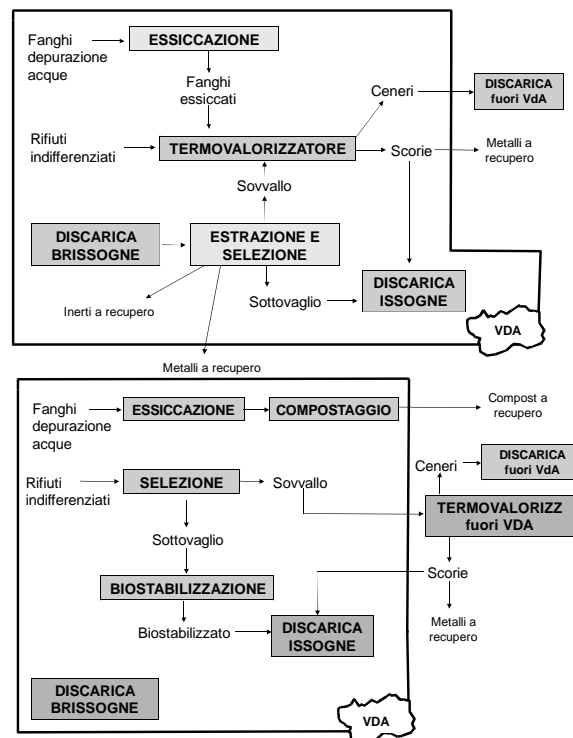 Fanghi
depurazione
acque
ESSICCAZIONE
Fanghi
essiccati
Ceneri
DISCARICA
fuori VdA
Rifiuti
indifferenziati
TERMOVALORIZZATORE
Scorie
Metalli a
recupero
Sovvallo
DISCARICA
BRISSOGNE
ESTRAZIONE E
SELEZIONE
DISCARICA
ISSOGNE
Sottovaglio
Inerti a recupero
VDA
Metalli a recupero
Fanghi
depurazione
acque
ESSICCAZIONE
COMPOSTAGGIO
Compost a
recupero
Rifiuti
indifferenziati
SELEZIONE
Sovvallo
Ceneri
DISCARICA
fuori VdA
TERMOVALORIZZ
fuori VDA
Sottovaglio
BIOSTABILIZZAZIONE
Scorie
Biostabilizzato
DISCARICA
ISSOGNE
Metalli a
recupero
DISCARICA
BRISSOGNE
VDA